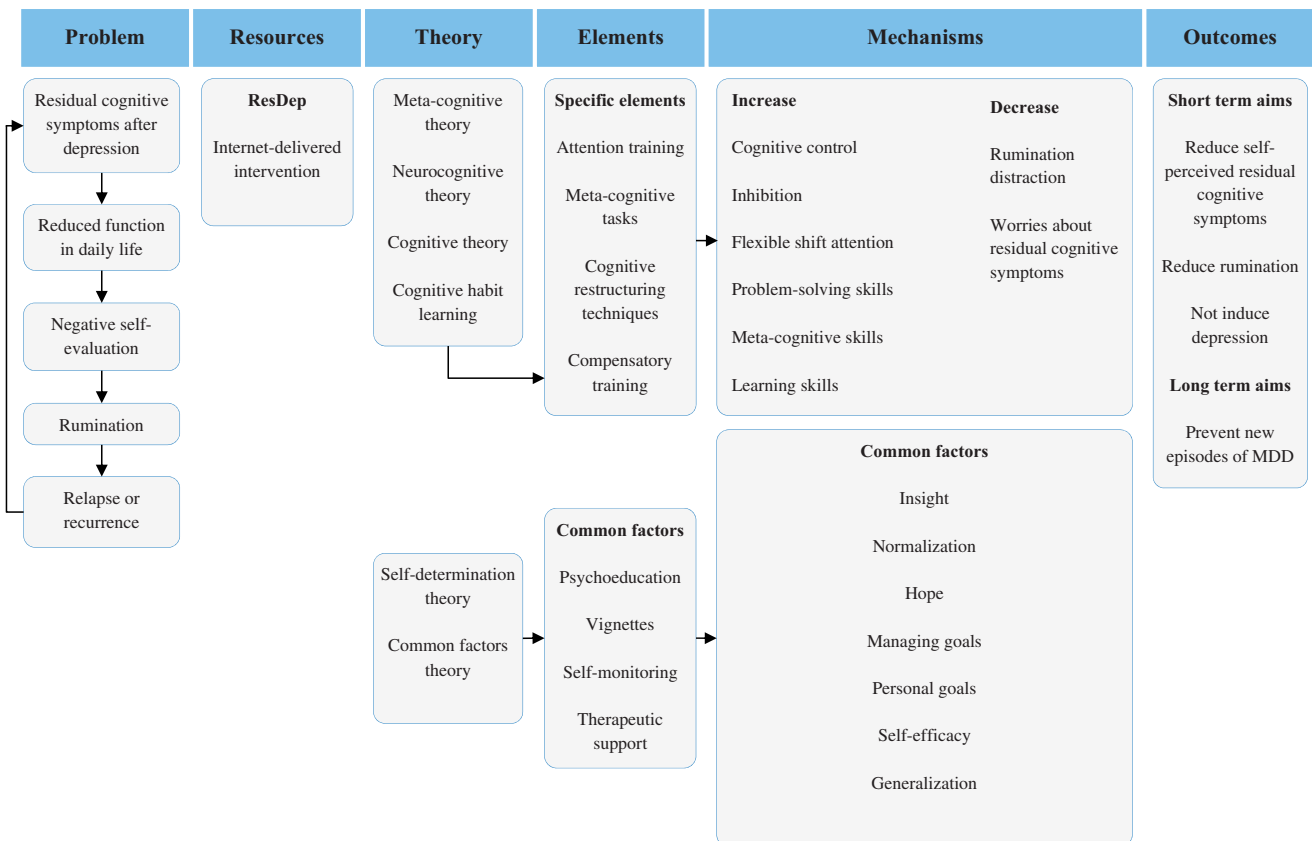 Problem
Resources
Theory
Elements
Mechanisms
Outcomes
Residual cognitive
symptoms after
depression
Reduced function
in daily life
Negative self-
evaluation
Rumination
Relapse or
recurrence
ResDep
Internet-delivered
intervention
Meta-cognitive
theory
Neurocognitive
theory
Cognitive theory
Cognitive habit
learning
Self-determination
theory
Common factors
theory
Specific elements
Attention training
Meta-cognitive
tasks
Cognitive
restructuring
techniques
Compensatory
training
Common factors
Psychoeducation
Vignettes
Self-monitoring
Therapeutic
support
Increase
Cognitive control
Inhibition
Flexible shift attention
Problem-solving skills
Meta-cognitive skills
Learning skills
Decrease
Rumination
distraction
Worries about
residual cognitive
symptoms
Common factors
Insight
Normalization
Hope
Managing goals
Personal goals
Self-efficacy
Generalization
Short term aims
Reduce self-
perceived residual
cognitive
symptoms
Reduce rumination
Not induce
depression
Long term aims
Prevent new
episodes of MDD